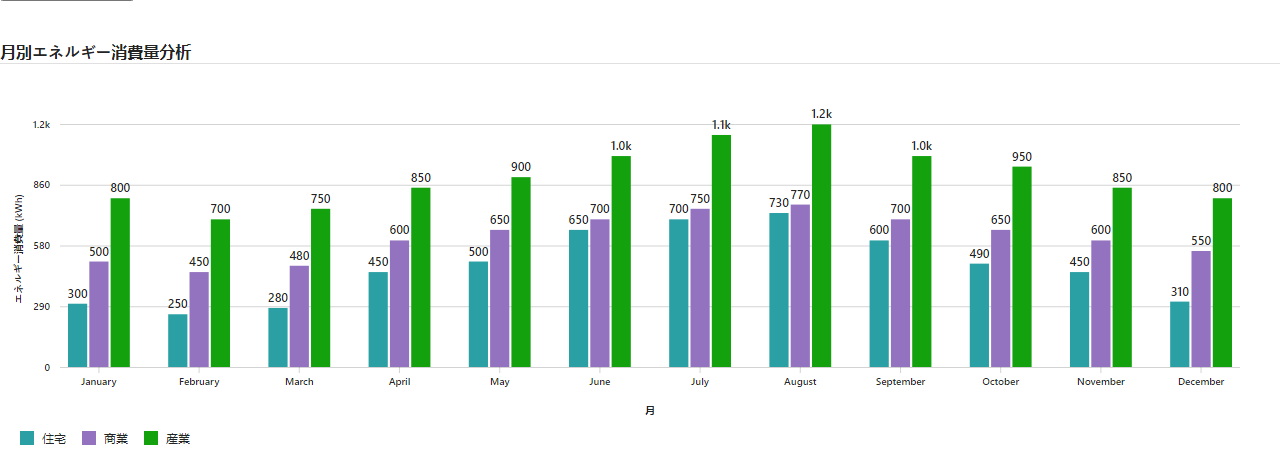 月別エネルギー消費量分析
エネルギー消費量 (kWh)
1.2k
860
580
290
0
300 500 800
250 450 700
280 480 750
450 600 850
500 650 900
650 700 1.0k
700 750 1.1k
730 770 1.2k
600 700 1.0k
490 650 950
450 600 850
310 550 800
January February March April May June July August September October November December
月
住宅 商業 産業